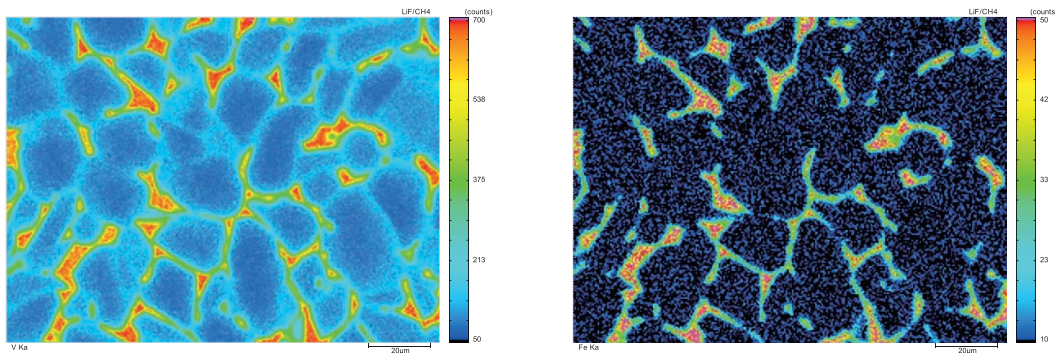 LiF/CH4 (counts)
700
538
375
213
50
V Ka
20um
LiF/CH4 (counts)
50
42
33
23
10
Fe Ka
20um